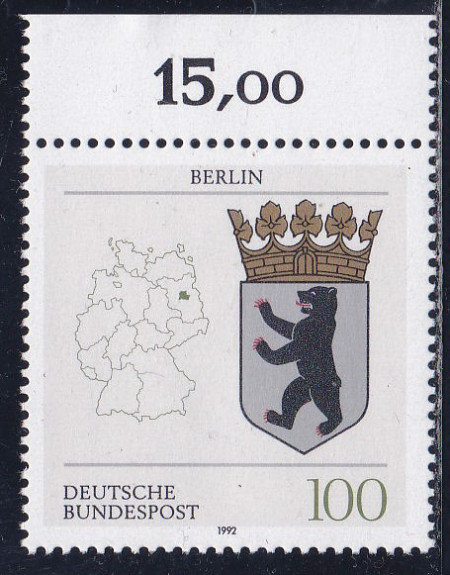 15,00
BERLIN
DEUTSCHE
BUNDESPOST
1992
100